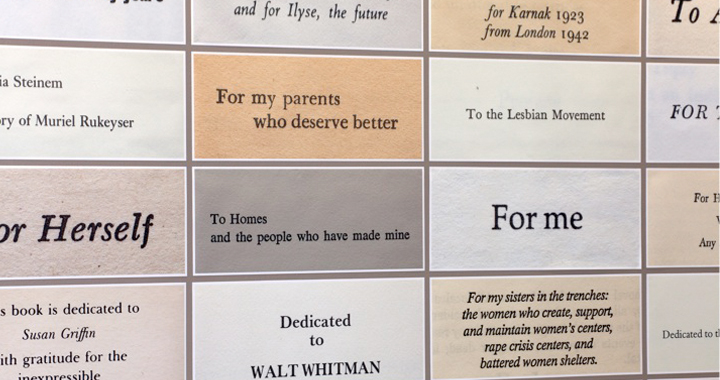 and for Ilyse, the future
for Karnak 1923
from London 1942
To
Steinem
of Muriel Rukeyser
For my parents
who deserve better
To the Lesbian Movement
FOR
Herself
To Homes
and the people who have made mine
For me
For
Any
book is dedicated to
Susan Griffin
gratitude for the
inexpressible
Dedicated
to
WALT WHITMAN
For my sisters in the trenches:
the women who create, support,
and maintain women's centers,
rape crisis centers, and
battered women shelters.
Dedicated to